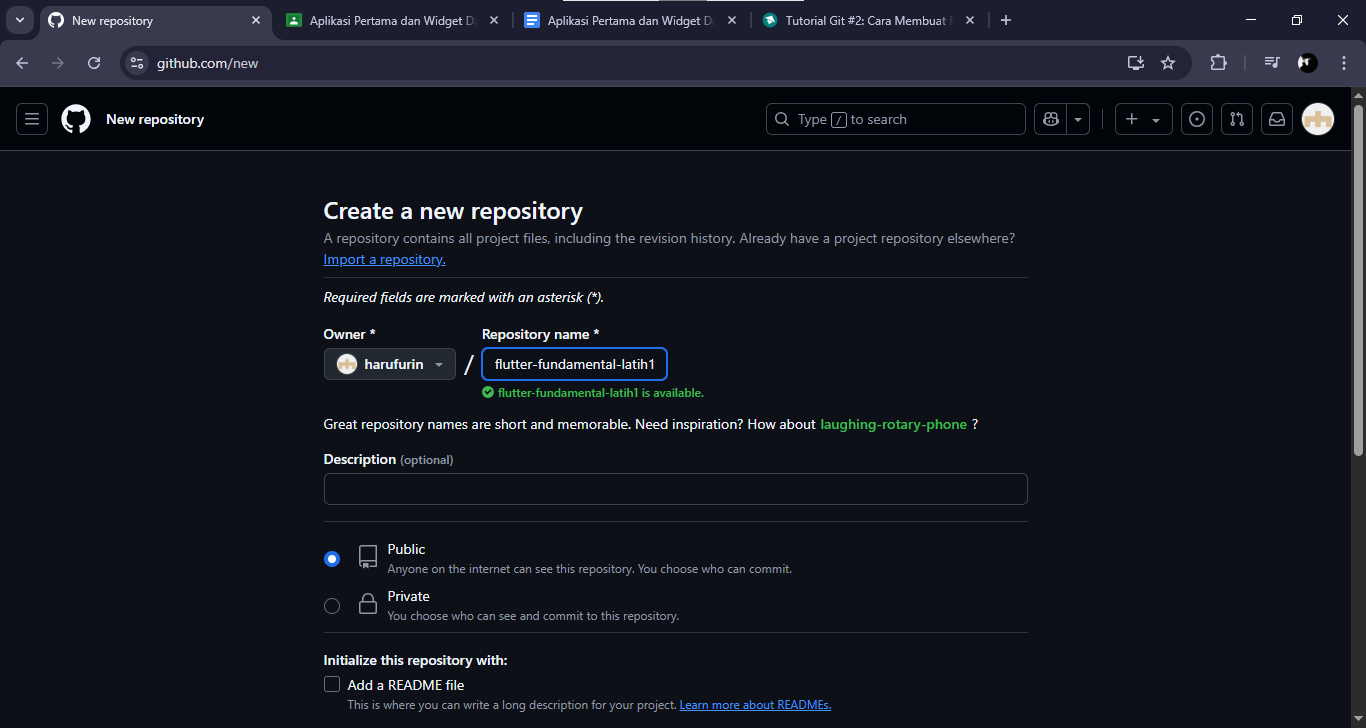 New repository
Aplikasi Pertama dan Widget D
Aplikasi Pertama dan Widget D
Tutorial Git #2: Cara Membuat
github.com/new
New repository
Type / to search
Create a new repository
A repository contains all project files, including the revision history. Already have a project repository elsewhere?
Import a repository.
Required fields are marked with an asterisk (*).
Owner *
Repository name *
harufurin
/
flutter-fundamental-latih1
flutter-fundamental-latih1 is available.
Great repository names are short and memorable. Need inspiration? How about laughing-rotary-phone ?
Description (optional)
Public
Anyone on the internet can see this repository. You choose who can commit.
Private
You choose who can see and commit to this repository.
Initialize this repository with:
Add a README file
This is where you can write a long description for your project. Learn more about READMEs.